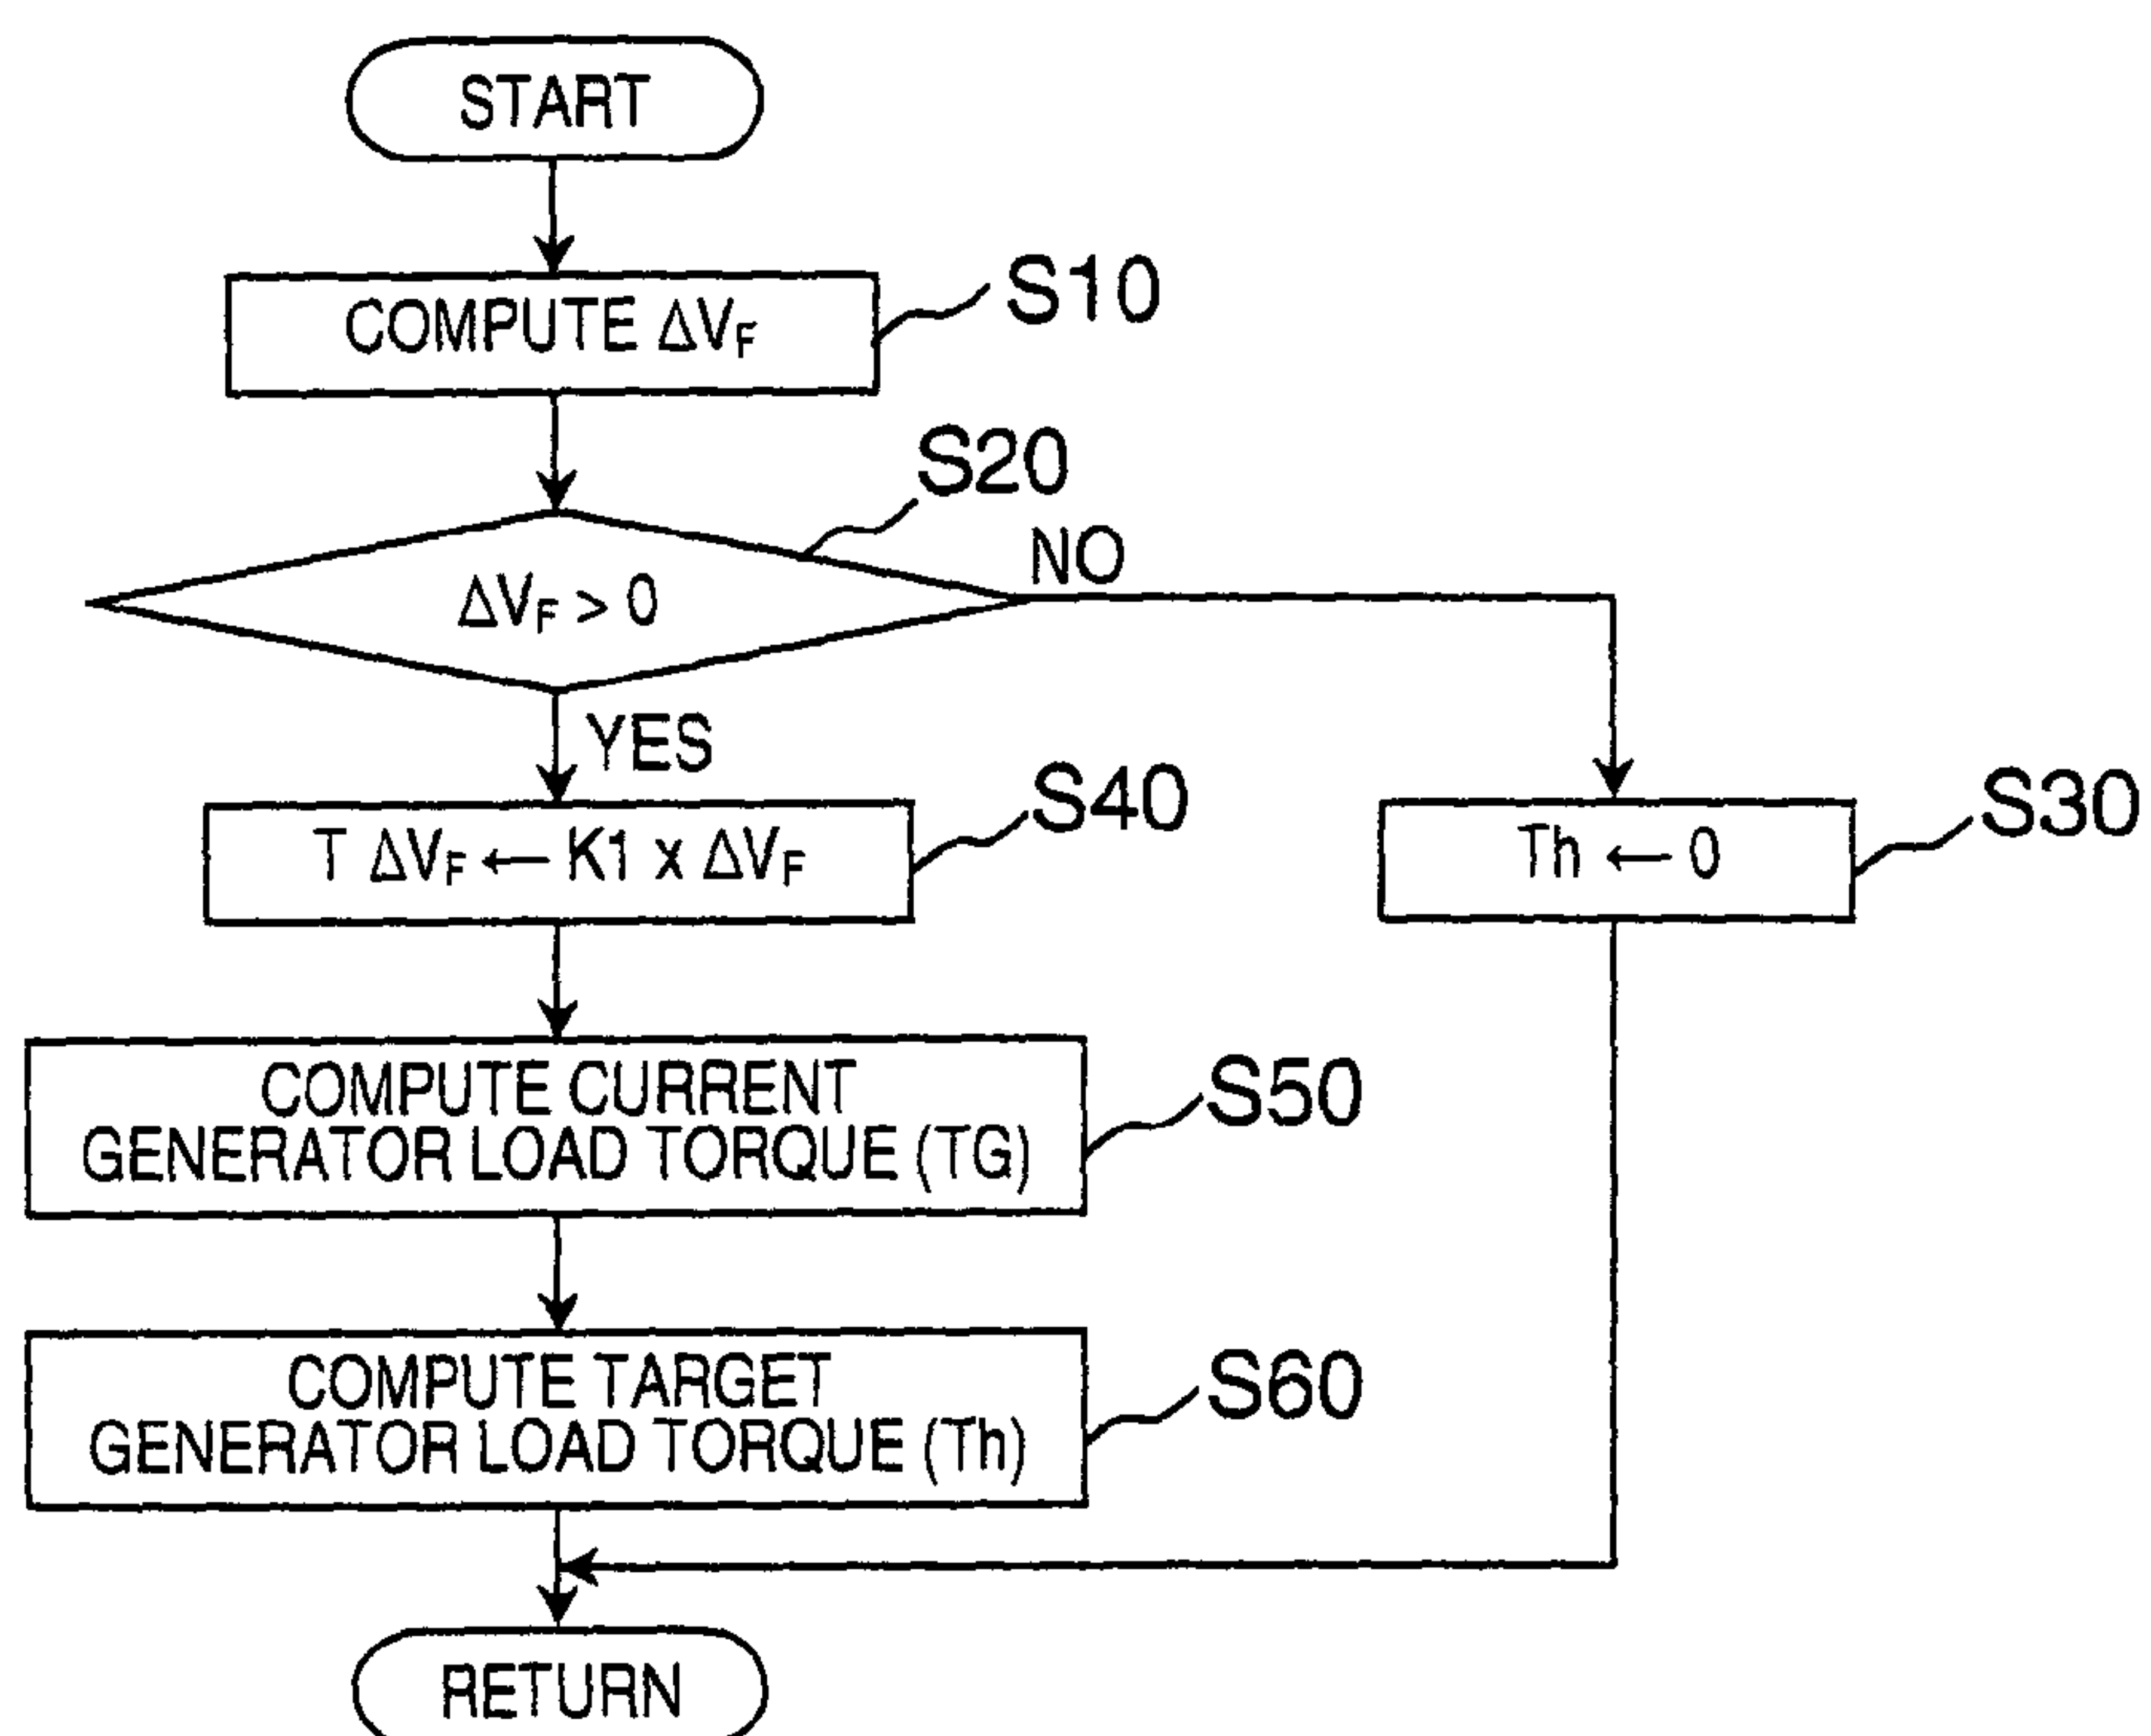 START
COMPUTE ΔVF
S10
S20
ΔVF > 0
NO
YES
T ΔVF ← K1 x ΔVF
S40
Th ← 0
S30
COMPUTE CURRENT
GENERATOR LOAD TORQUE (TG)
S50
COMPUTE TARGET
GENERATOR LOAD TORQUE (Th)
S60
RETURN